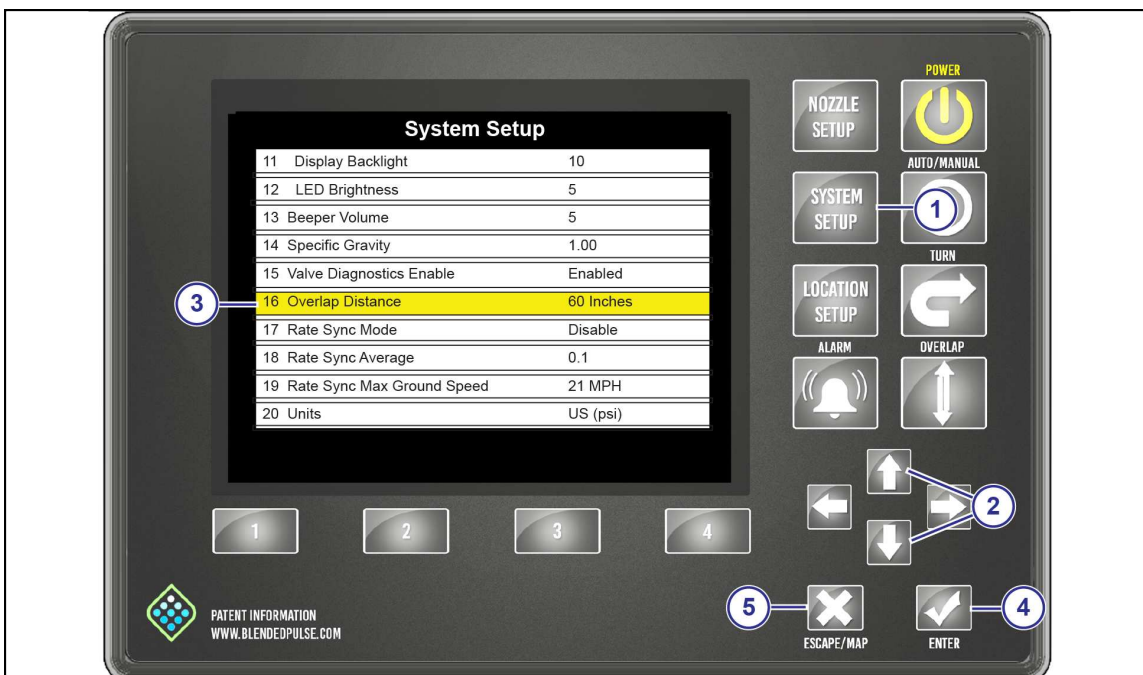 System Setup
11 Display Backlight 10
12 LED Brightness 5
13 Beeper Volume 5
14 Specific Gravity 1.00
15 Valve Diagnostics Enable Enabled
16 Overlap Distance 60 Inches
17 Rate Sync Mode Disable
18 Rate Sync Average 0.1
19 Rate Sync Max Ground Speed 21 MPH
20 Units US (psi)
3
1 2 3 4
PATENT INFORMATION
WWW.BLENDEDPULSE.COM
POWER
NOZZLE
SETUP
AUTO/MANUAL
SYSTEM
SETUP
1
TURN
LOCATION
SETUP
ALARM
OVERLAP
2
5
4
ESCAPE/MAP
ENTER